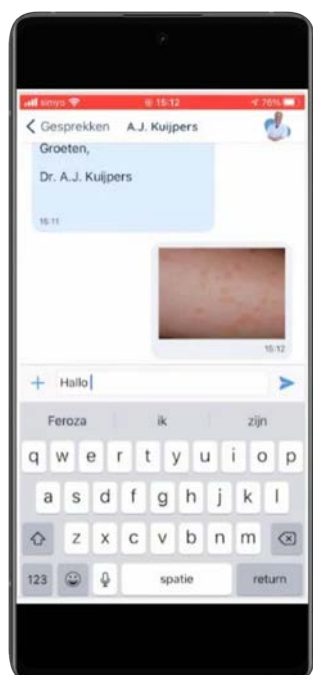 simyo 15:12 76%
Gesprekken A.J. Kuijpers
Groeten,
Dr. A.J. Kuijpers
15:11
15:12
Hallo
Feroza ik zijn
q w e r t y u i o p
a s d f g h j k l
z x c v b n m
123 spatie return